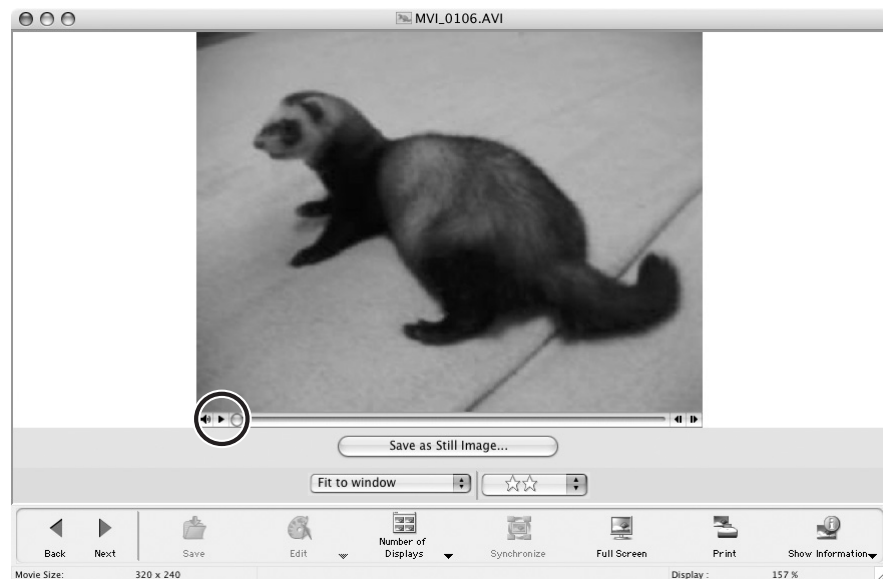 MVI_0106.AVI
Save as Still Image...
Fit to window
Back Next Save Edit Number of Displays Synchronize Full Screen Print Show Information
Movie Size: 320 x 240 Display : 157 %